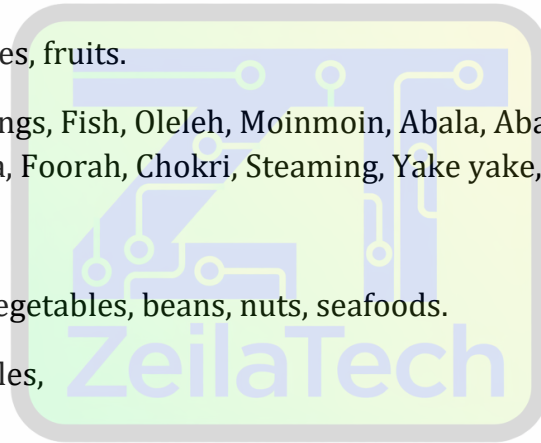 es, fruits.
ngs, Fish, Oleleh, Moinmoin, Abala, Aba
a, Foorah, Chokri, Steaming, Yake yake,
egetables, beans, nuts, seafoods.
les,
ZeilaTech